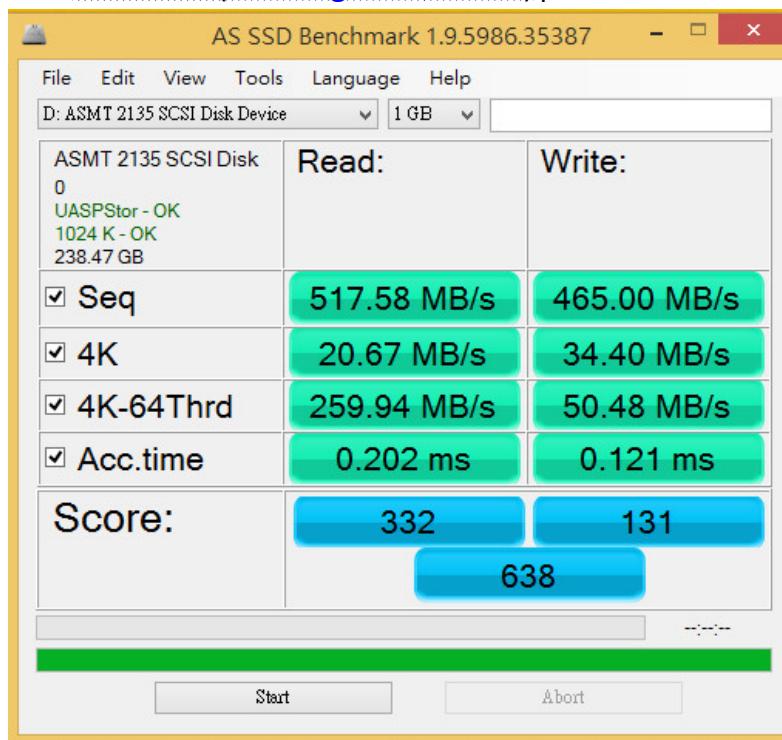 AS SSD Benchmark 1.9.5986.35387
File Edit View Tools Language Help
D: ASMT 2135 SCSI Disk Device 1 GB
ASMT 2135 SCSI Disk
0
UASPStor - OK
1024 K - OK
238.47 GB
Read: Write:
Seq 517.58 MB/s 465.00 MB/s
4K 20.67 MB/s 34.40 MB/s
4K-64Thrd 259.94 MB/s 50.48 MB/s
Acc.time 0.202 ms 0.121 ms
Score: 332 131
638
--:--:--
Start Abort